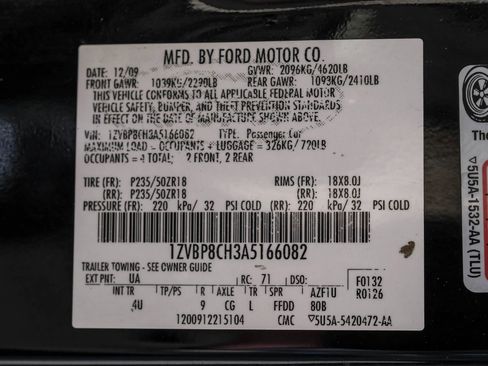 MFD. BY FORD MOTOR CO.
DATE: 12/09 GVWR: 2096KG/4620LB
FRONT GAWR: 1039KG/2290LB REAR GAWR: 1093KG/2410LB
THIS VEHICLE CONFORMS TO ALL APPLICABLE FEDERAL MOTOR
VEHICLE SAFETY, BUMPER, AND THEFT PREVENTION STANDARDS
IN EFFECT ON THE DATE OF MANUFACTURE SHOWN ABOVE.
VIN: 1ZVBP8CH3A5166082 TYPE: Passenger Car
MAXIMUM LOAD = OCCUPANTS + LUGGAGE = 326KG/720LB
OCCUPANTS = 4 TOTAL; 2 FRONT, 2 REAR
TIRE (FR): P235/50ZR18 RIMS (FR): 18X8.0J
(RR): P235/50ZR18 (RR): 18X8.0J
PRESSURE (FR): 220 kPa/ 32 PSI COLD (RR): 220 kPa/ 32 PSI COLD
1ZVBP8CH3A5166082
TRAILER TOWING - SEE OWNER GUIDE
EXT PNT: UA RC: 71 DSO: F0132
INT TR TP/PS R AXLE TR SPR AZF1U R0126
4U 9 CG L FFDD 80B
1200912215104 CMC ▽5U5A-5420472-AA
▽5U5A-1532-AA (TLU)